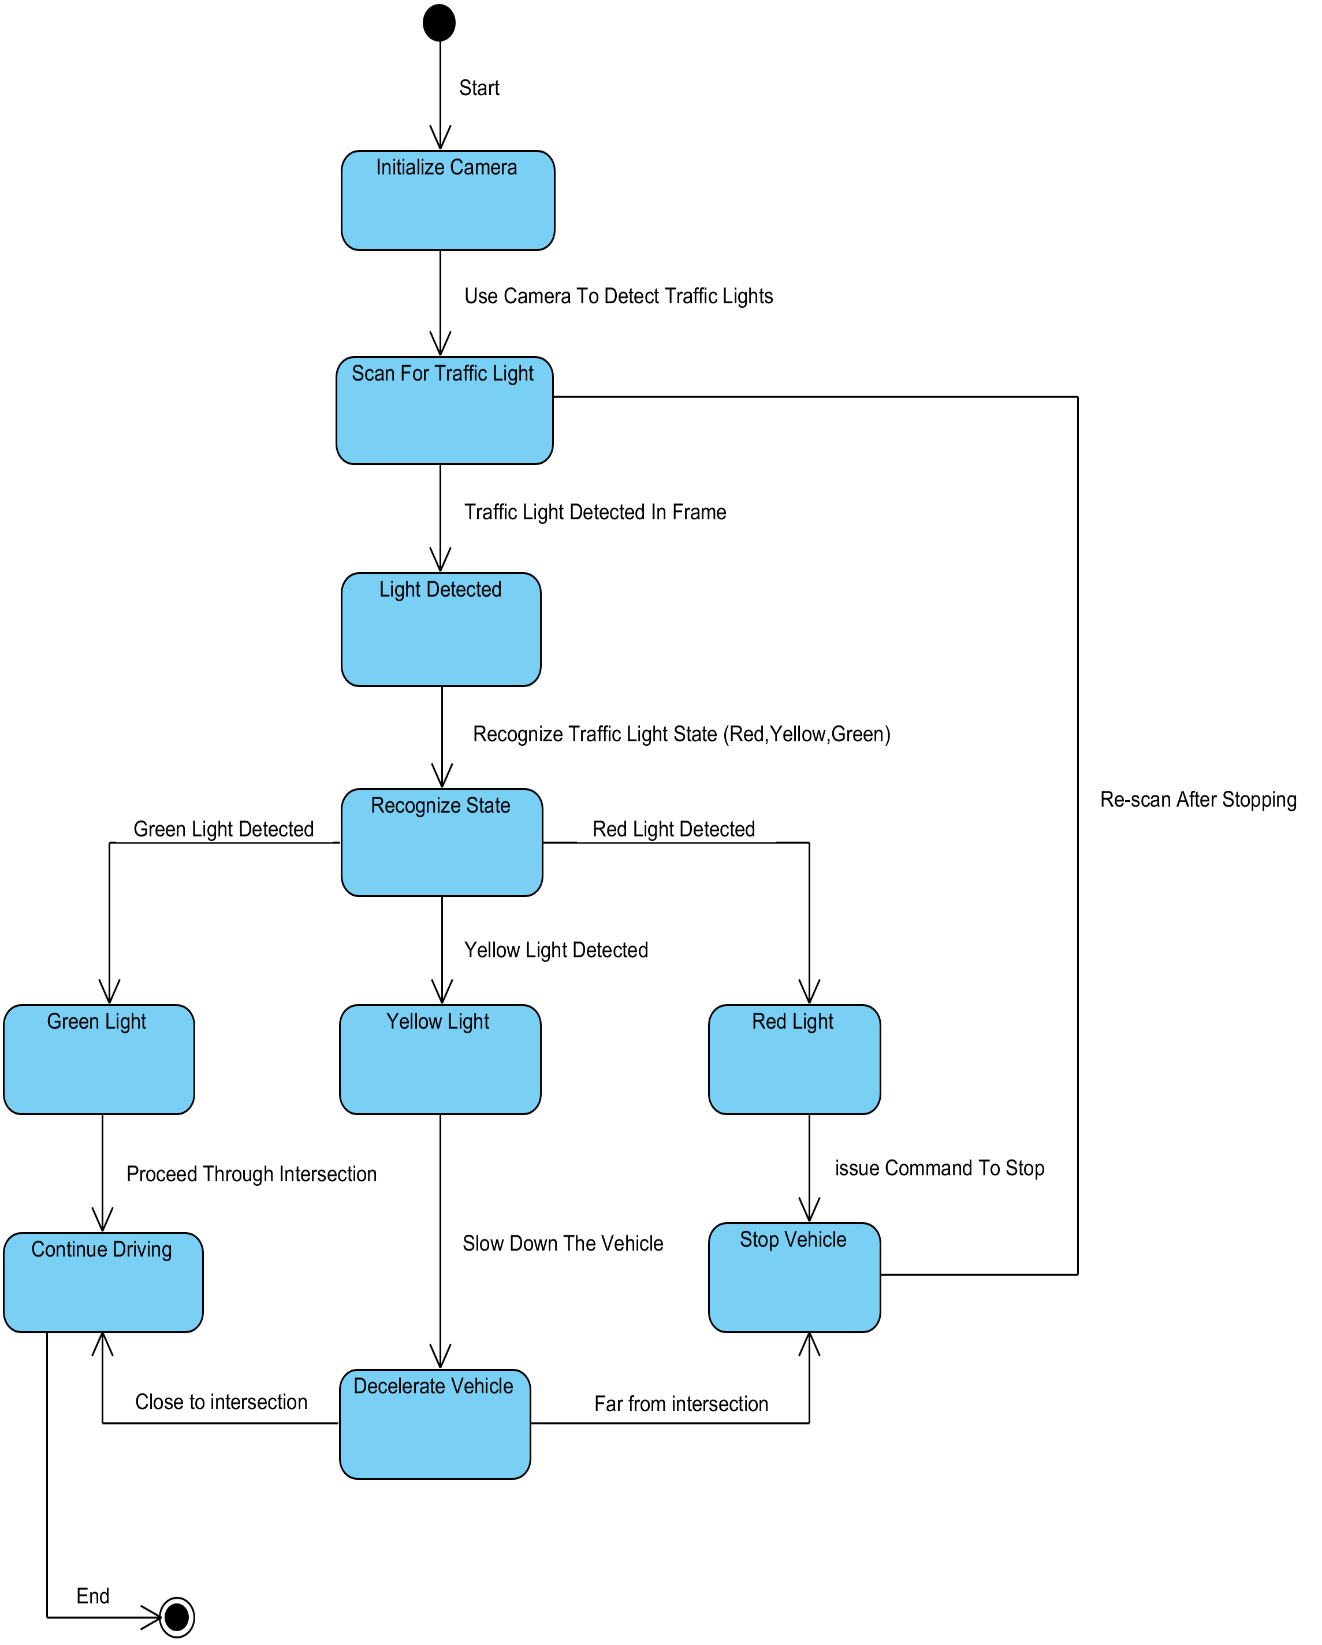 Start
Initialize Camera
Use Camera To Detect Traffic Lights
Scan For Traffic Light
Traffic Light Detected In Frame
Light Detected
Recognize Traffic Light State (Red,Yellow,Green)
Re-scan After Stopping
Recognize State
Green Light Detected
Red Light Detected
Yellow Light Detected
Green Light
Yellow Light
Red Light
Proceed Through Intersection
issue Command To Stop
Continue Driving
Slow Down The Vehicle
Stop Vehicle
Decelerate Vehicle
Close to intersection
Far from intersection
End